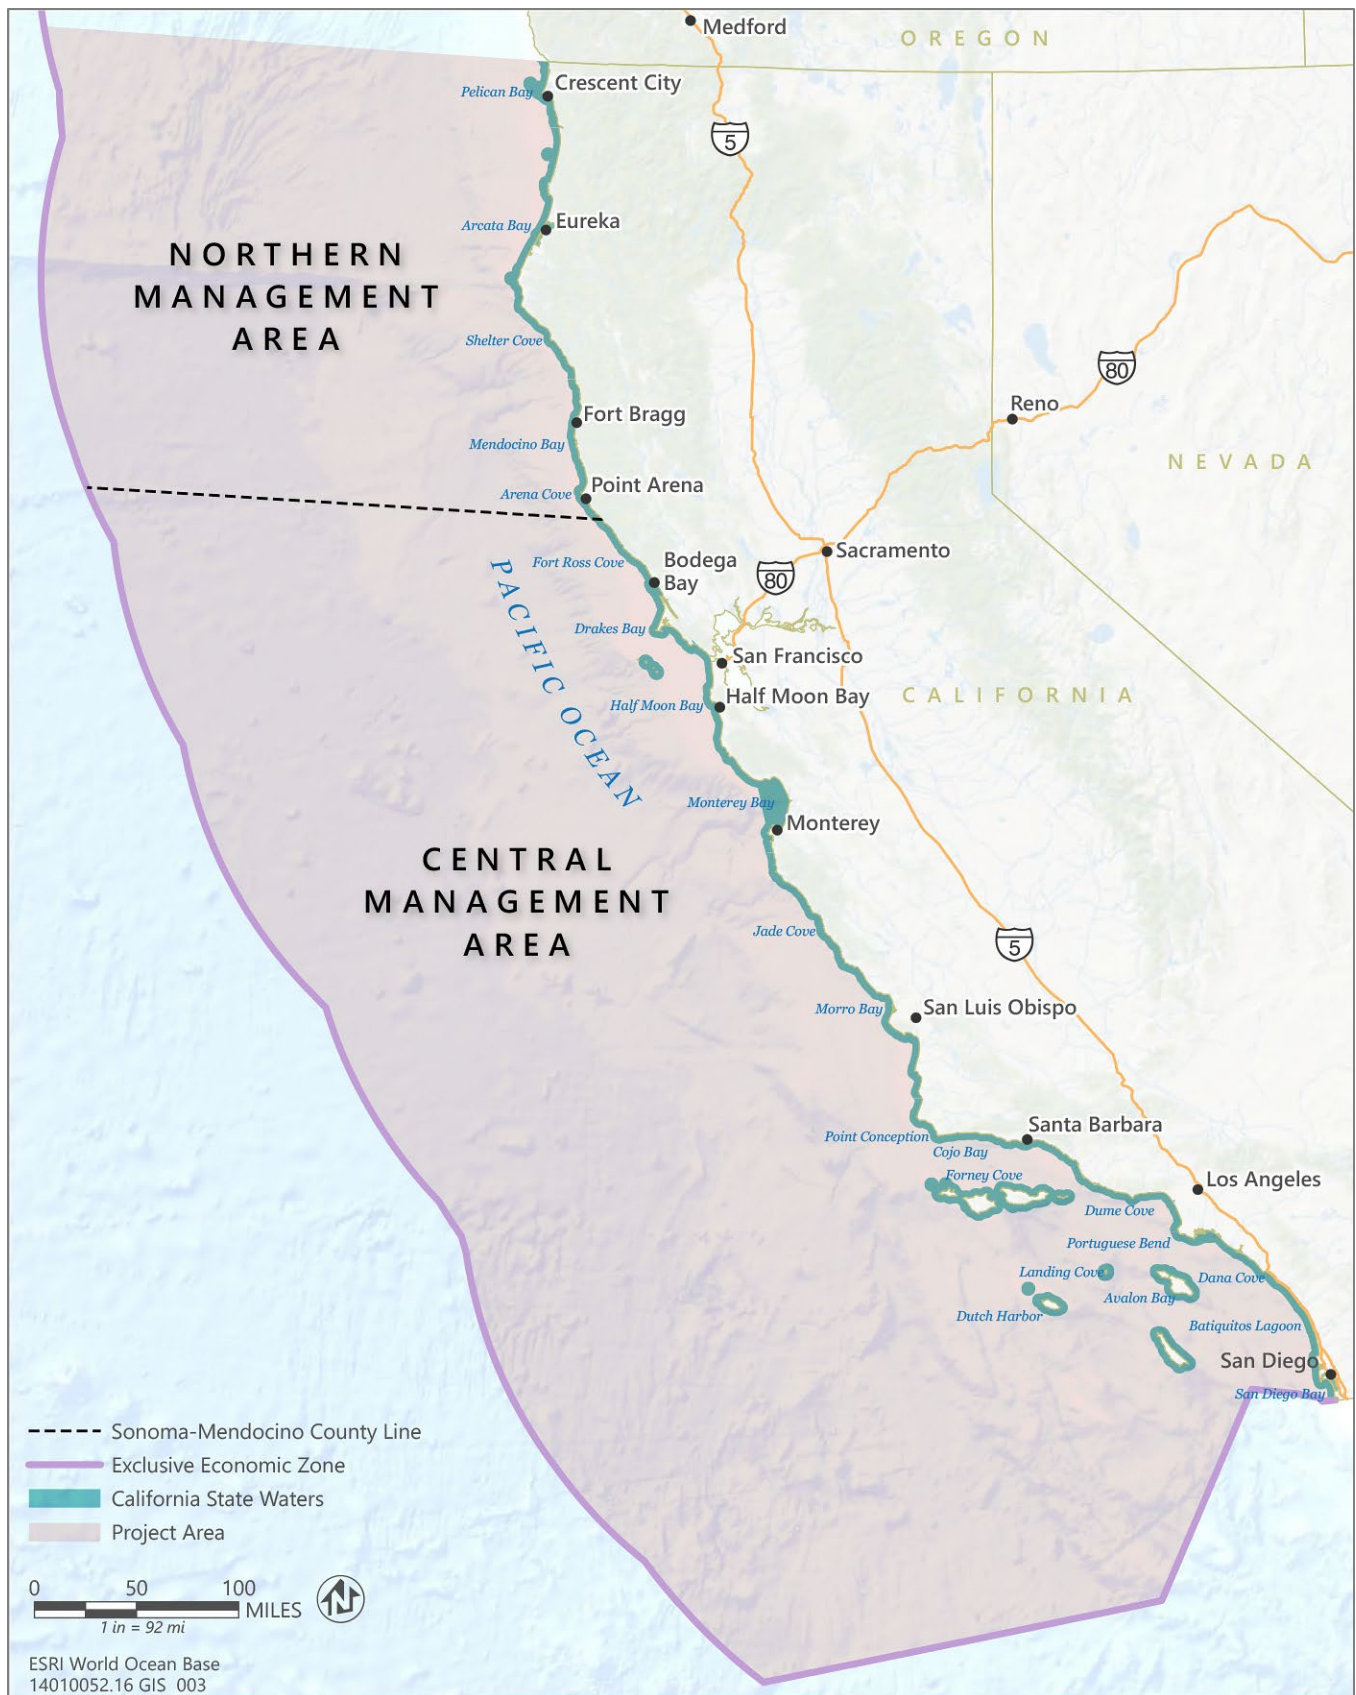 Medford
OREGON
Crescent City
Pelican Bay
5
Eureka
Arcata Bay
NORTHERN
MANAGEMENT
AREA
Shelter Cove
80
Reno
Fort Bragg
Mendocino Bay
NEVADA
Point Arena
Arena Cove
Sacramento
Bodega
Bay
Fort Ross Cove
80
PACIFIC OCEAN
Drakes Bay
San Francisco
Half Moon Bay
Half Moon Bay
CALIFORNIA
Monterey Bay
Monterey
CENTRAL
MANAGEMENT
AREA
Jade Cove
5
Morro Bay
San Luis Obispo
Santa Barbara
Point Conception
Cojo Bay
Forney Cove
Los Angeles
Dume Cove
Portuguese Bend
Landing Cove
Dana Cove
Avalon Bay
Dutch Harbor
Batiquitos Lagoon
San Diego
San Diego Bay
Sonoma-Mendocino County Line
Exclusive Economic Zone
California State Waters
Project Area
0 50 100
MILES
1 in = 92 mi
N
ESRI World Ocean Base
14010052.16 GIS 003